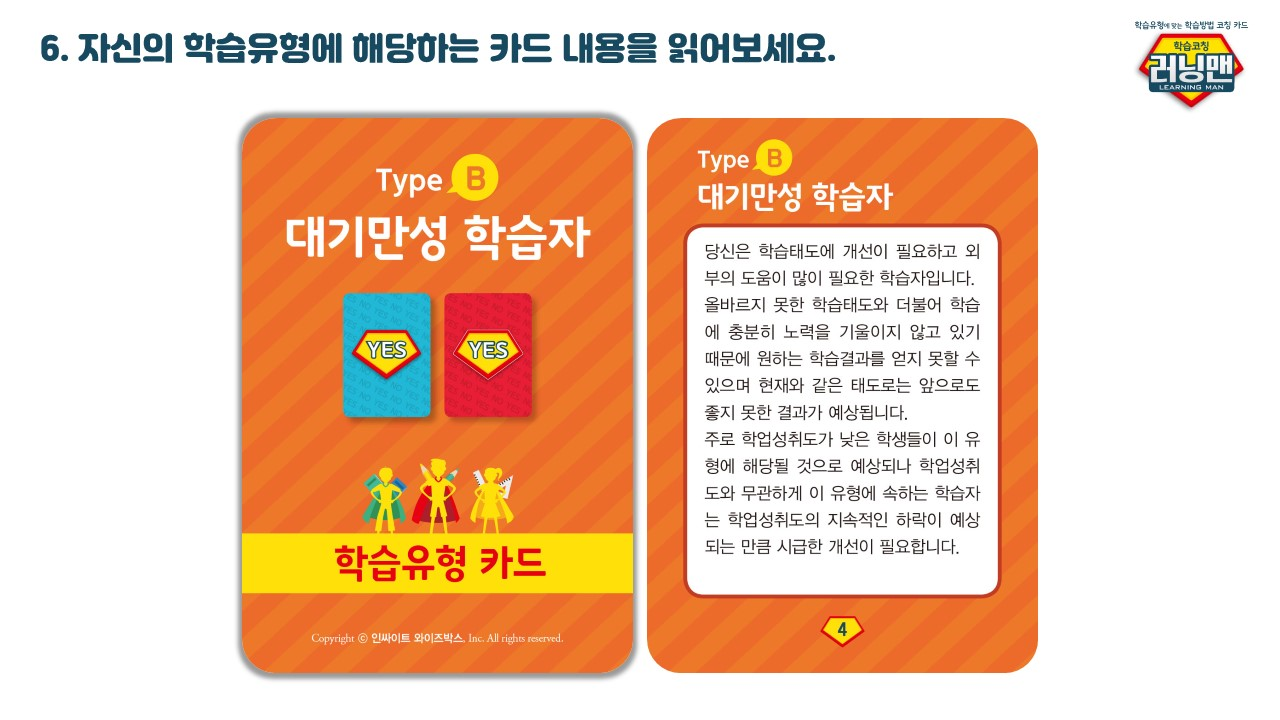 6. 자신의 학습유형에 해당하는 카드 내용을 읽어보세요.
학습유형에 맞는 학습방법 코칭 카드
학습코칭
러닝맨
LEARNING MAN
Type B
대기만성 학습자
YES
YES
학습유형 카드
Copyright ⓒ 인싸이트 와이즈박스, Inc. All rights reserved.
Type B
대기만성 학습자
당신은 학습태도에 개선이 필요하고 외
부의 도움이 많이 필요한 학습자입니다.
올바르지 못한 학습태도와 더불어 학습
에 충분히 노력을 기울이지 않고 있기
때문에 원하는 학습결과를 얻지 못할 수
있으며 현재와 같은 태도로는 앞으로도
좋지 못한 결과가 예상됩니다.
주로 학업성취도가 낮은 학생들이 이 유
형에 해당될 것으로 예상되나 학업성취
도와 무관하게 이 유형에 속하는 학습자
는 학업성취도의 지속적인 하락이 예상
되는 만큼 시급한 개선이 필요합니다.
4